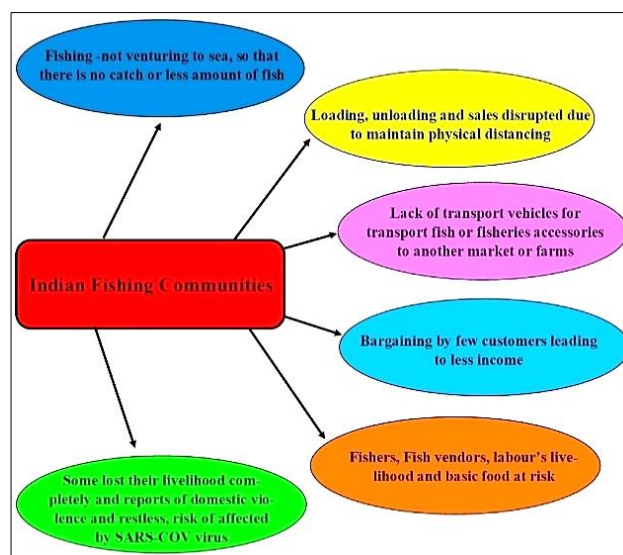 Fishing -not venturing to sea, so that
there is no catch or less amount of fish
Loading, unloading and sales disrupted due
to maintain physical distancing
Lack of transport vehicles for
transport fish or fisheries accessories
to another market or farms
Indian Fishing Communities
Bargaining by few customers leading
to less income
Fishers, Fish vendors, labour's live-
lihood and basic food at risk
Some lost their livelihood com-
pletely and reports of domestic vio-
lence and restless, risk of affected
by SARS-COV virus